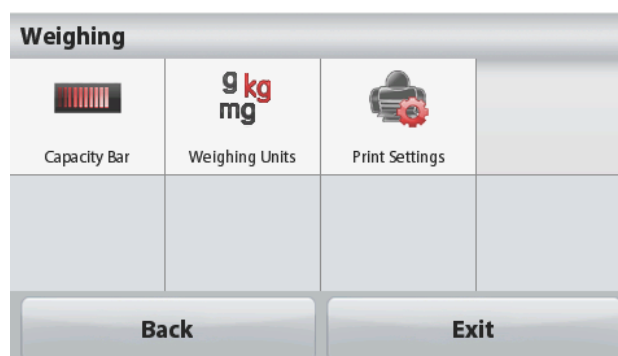 Weighing
g kg
mg
Capacity Bar
Weighing Units
Print Settings
Back
Exit